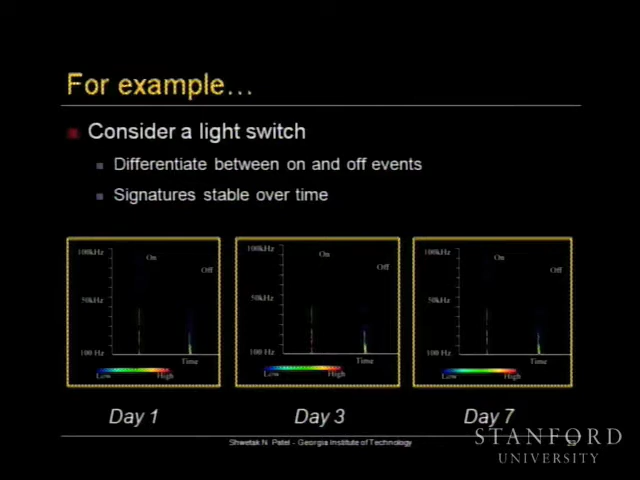 For example…
Consider a light switch
Differentiate between on and off events
Signatures stable over time
100kHz
On
Off
50kHz
100 Hz
Time
Low
High
100kHz
On
Off
50kHz
100 Hz
Time
Low
High
100kHz
On
Off
50kHz
100 Hz
Time
Low
High
Day 1
Day 3
Day 7
Shwetak N. Patel - Georgia Institute of Technology
STANFORD
UNIVERSITY